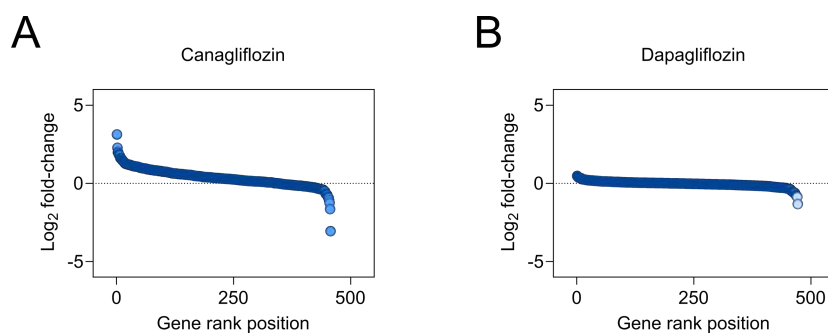 A
Canagliflozin
5
0
-5
Log2 fold-change
0
250
500
Gene rank position
B
Dapagliflozin
5
0
-5
Log2 fold-change
0
250
500
Gene rank position